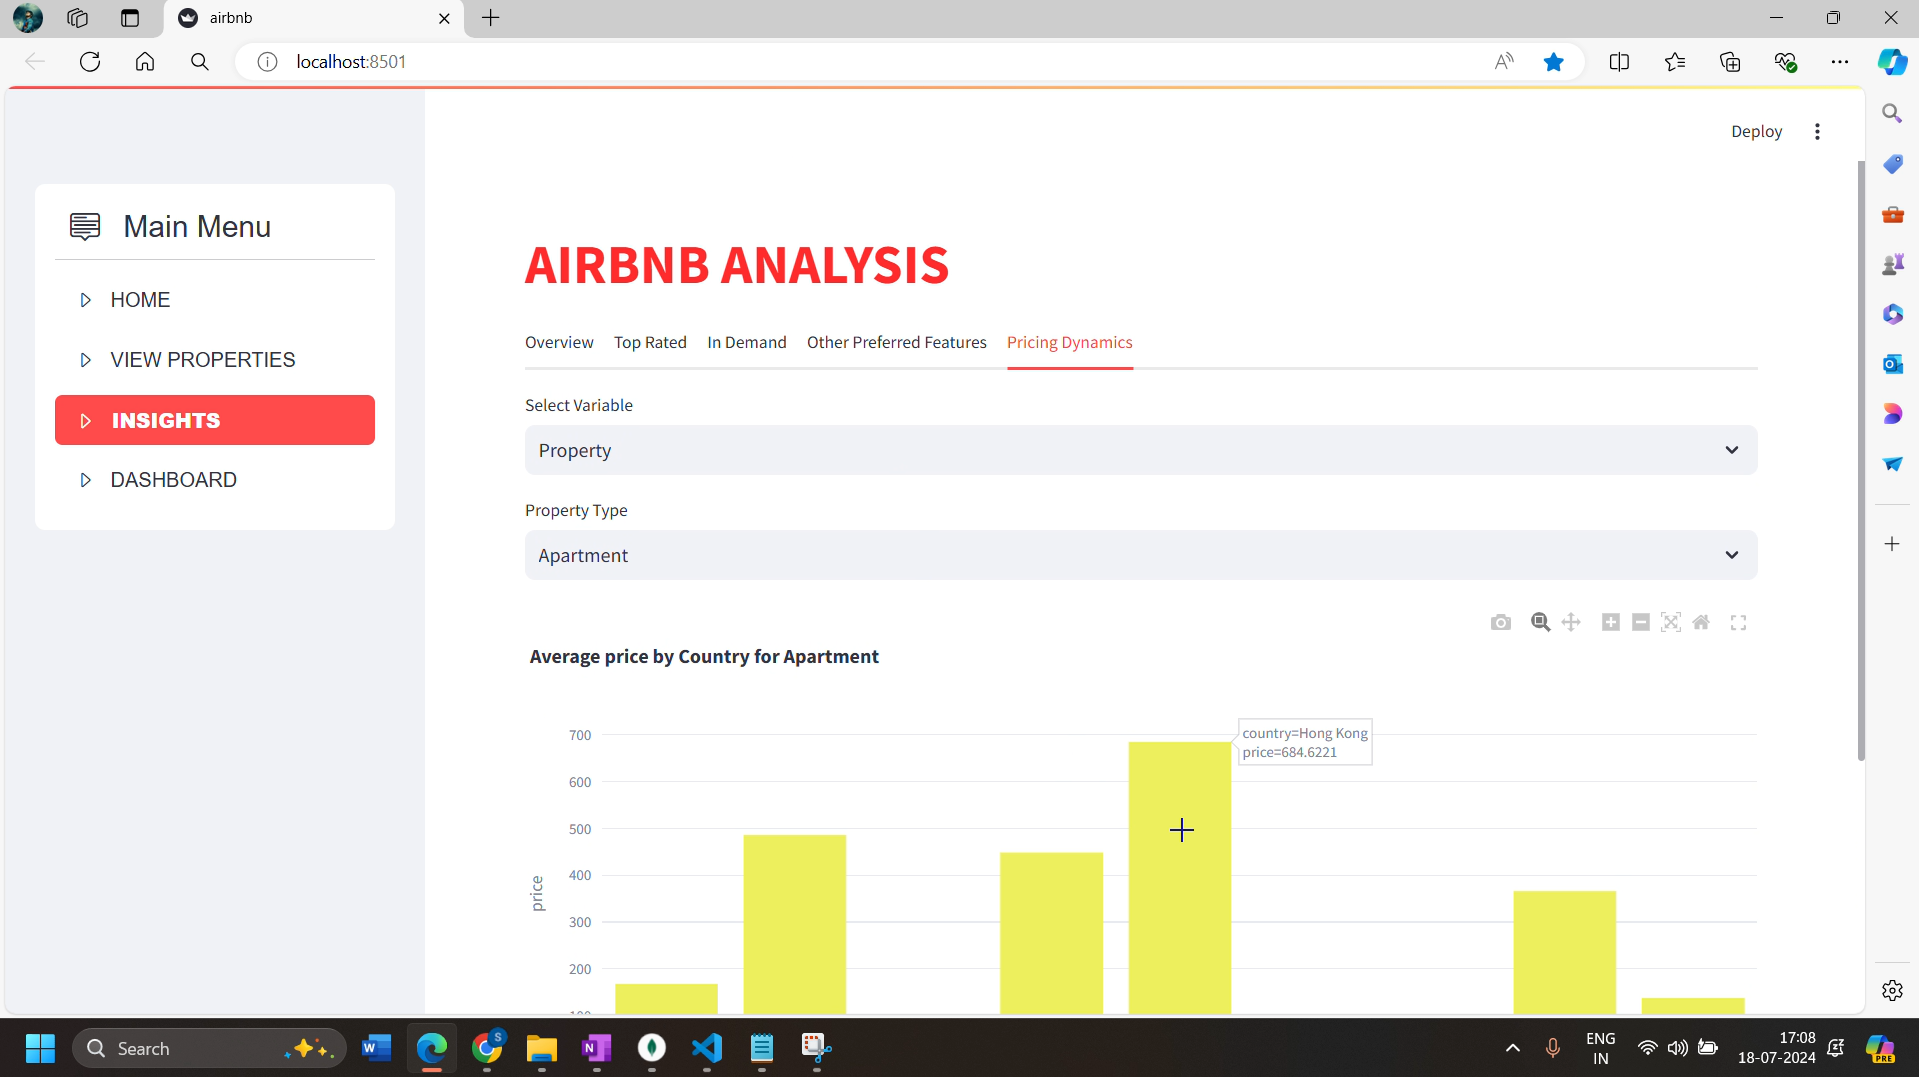 airbnb
localhost:8501
Deploy
Main Menu
HOME
VIEW PROPERTIES
INSIGHTS
DASHBOARD
AIRBNB ANALYSIS
Overview Top Rated In Demand Other Preferred Features Pricing Dynamics
Select Variable
Property
Property Type
Apartment
Average price by Country for Apartment
700
600
500
400
300
200
price
country=Hong Kong
price=684.6221
Search
ENG
IN
17:08
18-07-2024
PRE